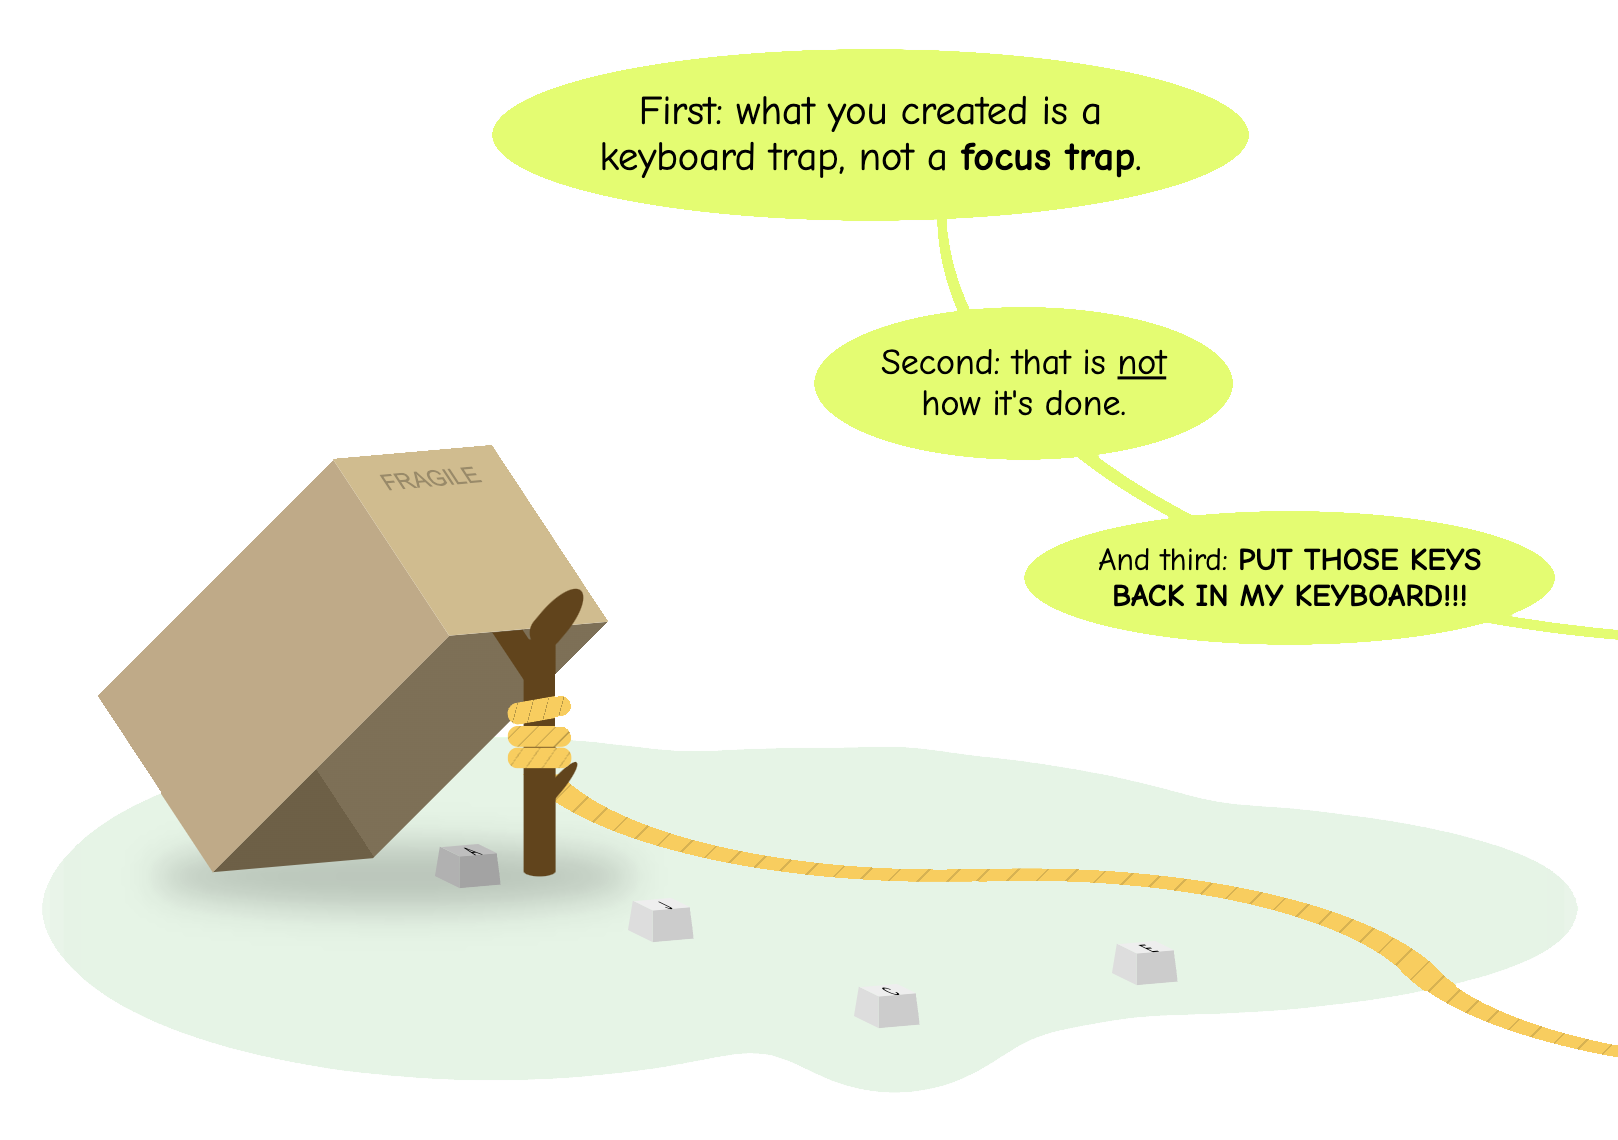 First: what you created is a
keyboard trap, not a focus trap.
Second: that is not
how it's done.
And third: PUT THOSE KEYS
BACK IN MY KEYBOARD!!!
FRAGILE
A
J
C
E